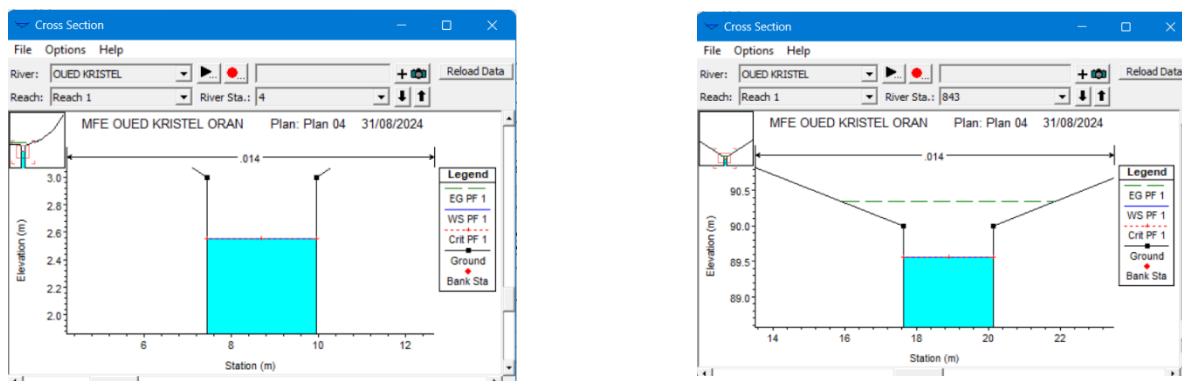 Cross Section
File Options Help
River: OUED KRISTEL
Reload Data
Reach: Reach 1 River Sta.: 4
MFE OUED KRISTEL ORAN Plan: Plan 04 31/08/2024
.014
3.0
2.8
2.6
2.4
2.2
2.0
Elevation (m)
6 8 10 12
Station (m)
Legend
EG PF 1
WS PF 1
Crit PF 1
Ground
Bank Sta
Cross Section
File Options Help
River: OUED KRISTEL
Reload Data
Reach: Reach 1 River Sta.: 843
MFE OUED KRISTEL ORAN Plan: Plan 04 31/08/2024
.014
90.5
90.0
89.5
89.0
Elevation (m)
14 16 18 20 22
Station (m)
Legend
EG PF 1
WS PF 1
Crit PF 1
Ground
Bank Sta